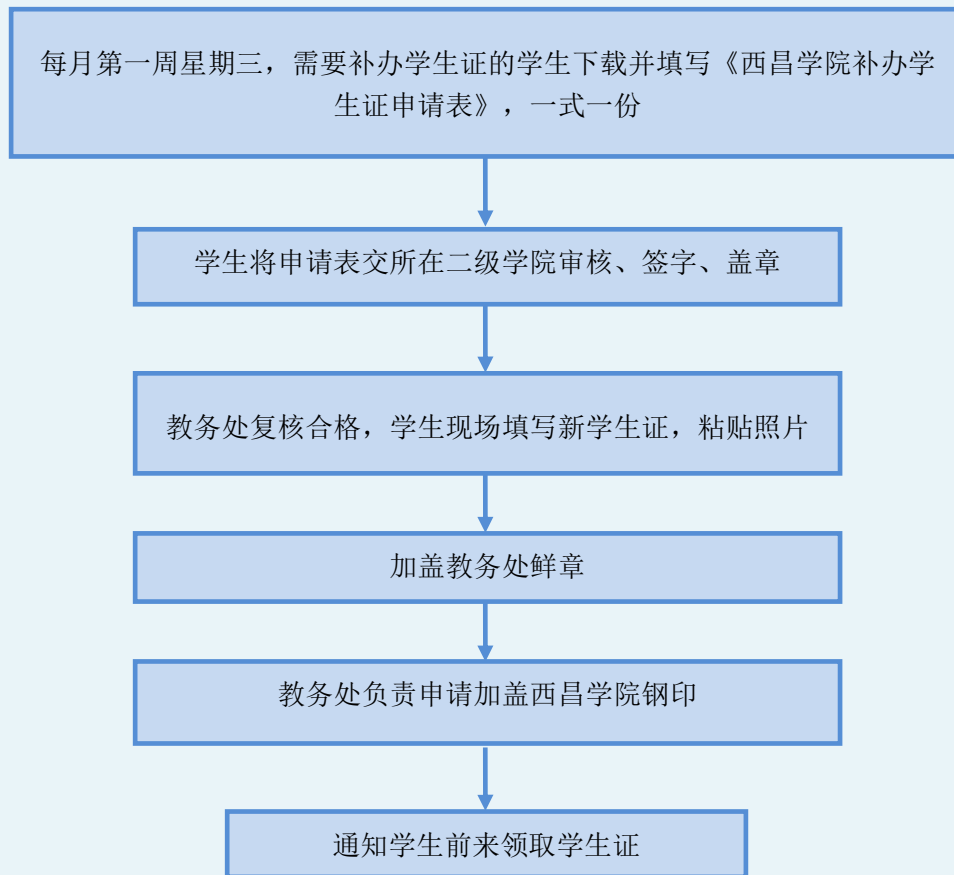 每月第一周星期三，需要补办学生证的学生下载并填写《西昌学院补办学
生证申请表》，一式一份
学生将申请表交所在二级学院审核、签字、盖章
教务处复核合格，学生现场填写新学生证，粘贴照片
加盖教务处鲜章
教务处负责申请加盖西昌学院钢印
通知学生前来领取学生证